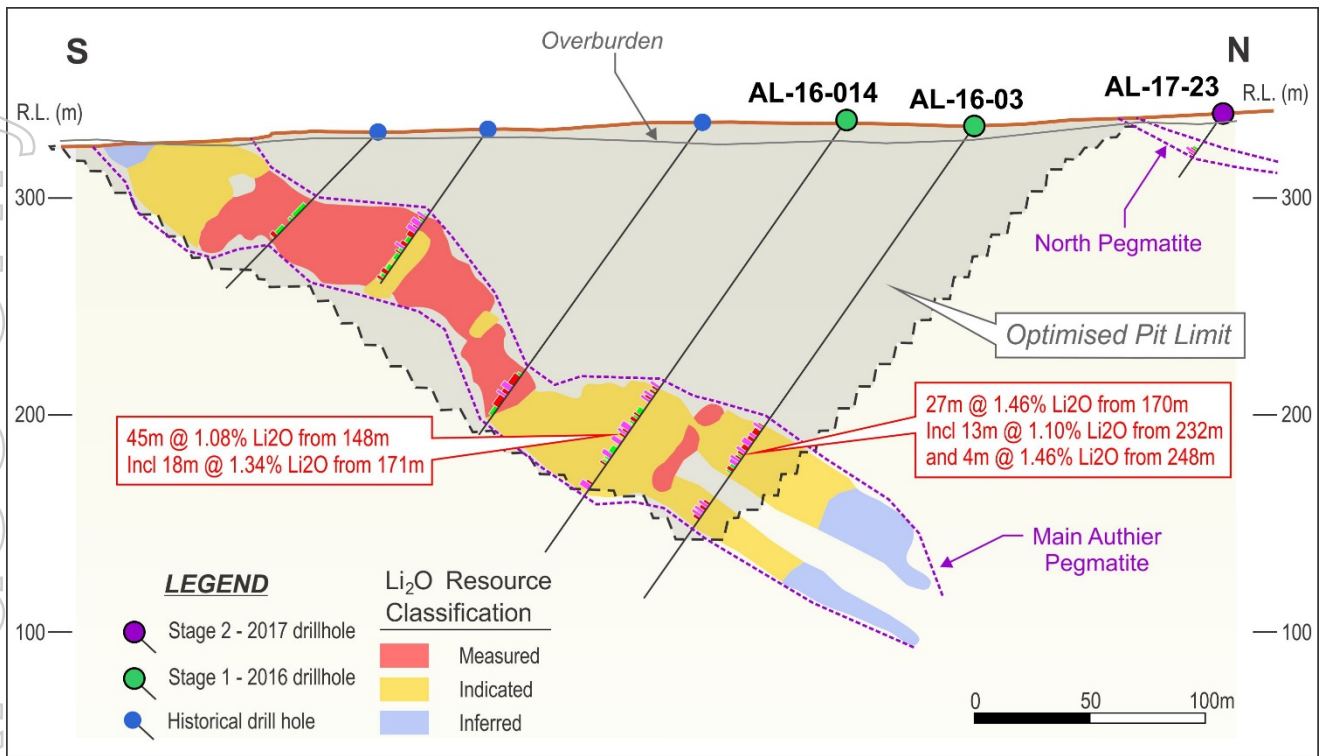 S
Overburden
N
AL-16-014
AL-16-03
AL-17-23
R.L. (m)
R.L. (m)
300
300
North Pegmatite
Optimised Pit Limit
200
200
45m @ 1.08% Li2O from 148m
Incl 18m @ 1.34% Li2O from 171m
27m @ 1.46% Li2O from 170m
Incl 13m @ 1.10% Li2O from 232m
and 4m @ 1.46% Li2O from 248m
Main Authier
Pegmatite
100
100
LEGEND
Stage 2 - 2017 drillhole
Stage 1 - 2016 drillhole
Historical drill hole
Li₂O Resource
Classification
Measured
Indicated
Inferred
0 50 100m